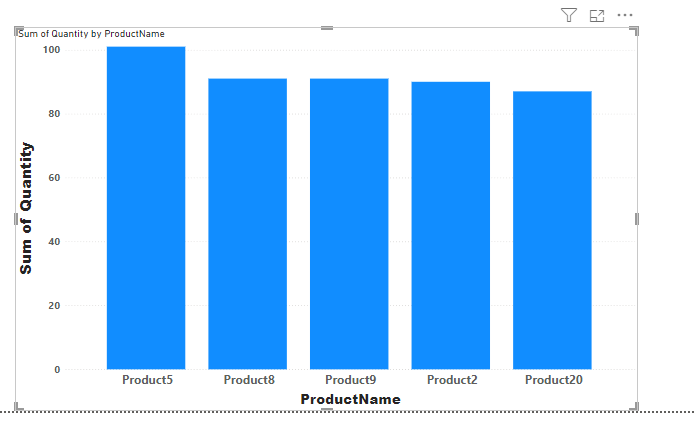 Sum of Quantity by ProductName
100
80
60
40
20
0
Sum of Quantity
Product5 Product8 Product9 Product2 Product20
ProductName